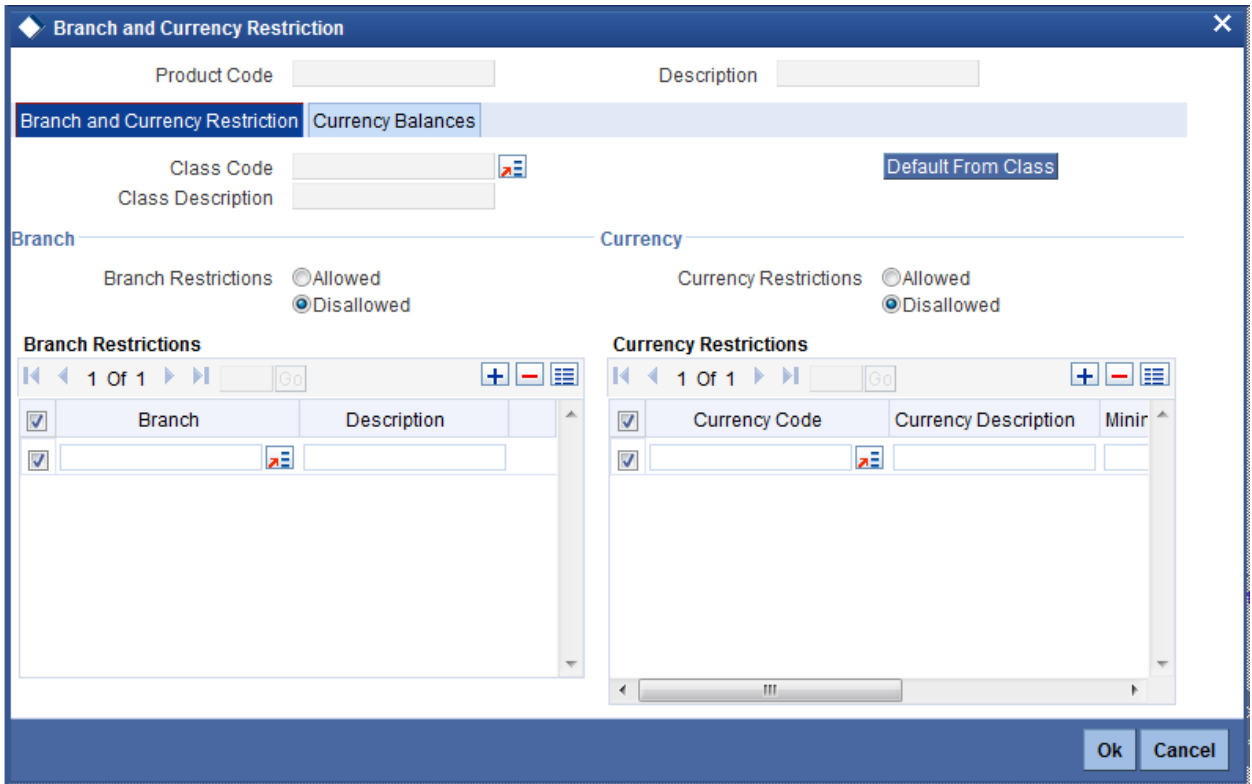 Branch and Currency Restriction
Product Code Description
Branch and Currency Restriction Currency Balances
Class Code Default From Class
Class Description
Branch Currency
Branch Restrictions Allowed Currency Restrictions Allowed
Disallowed Disallowed
Branch Restrictions Currency Restrictions
1 Of 1 Go 1 Of 1 Go
Branch Description Currency Code Currency Description
Ok Cancel